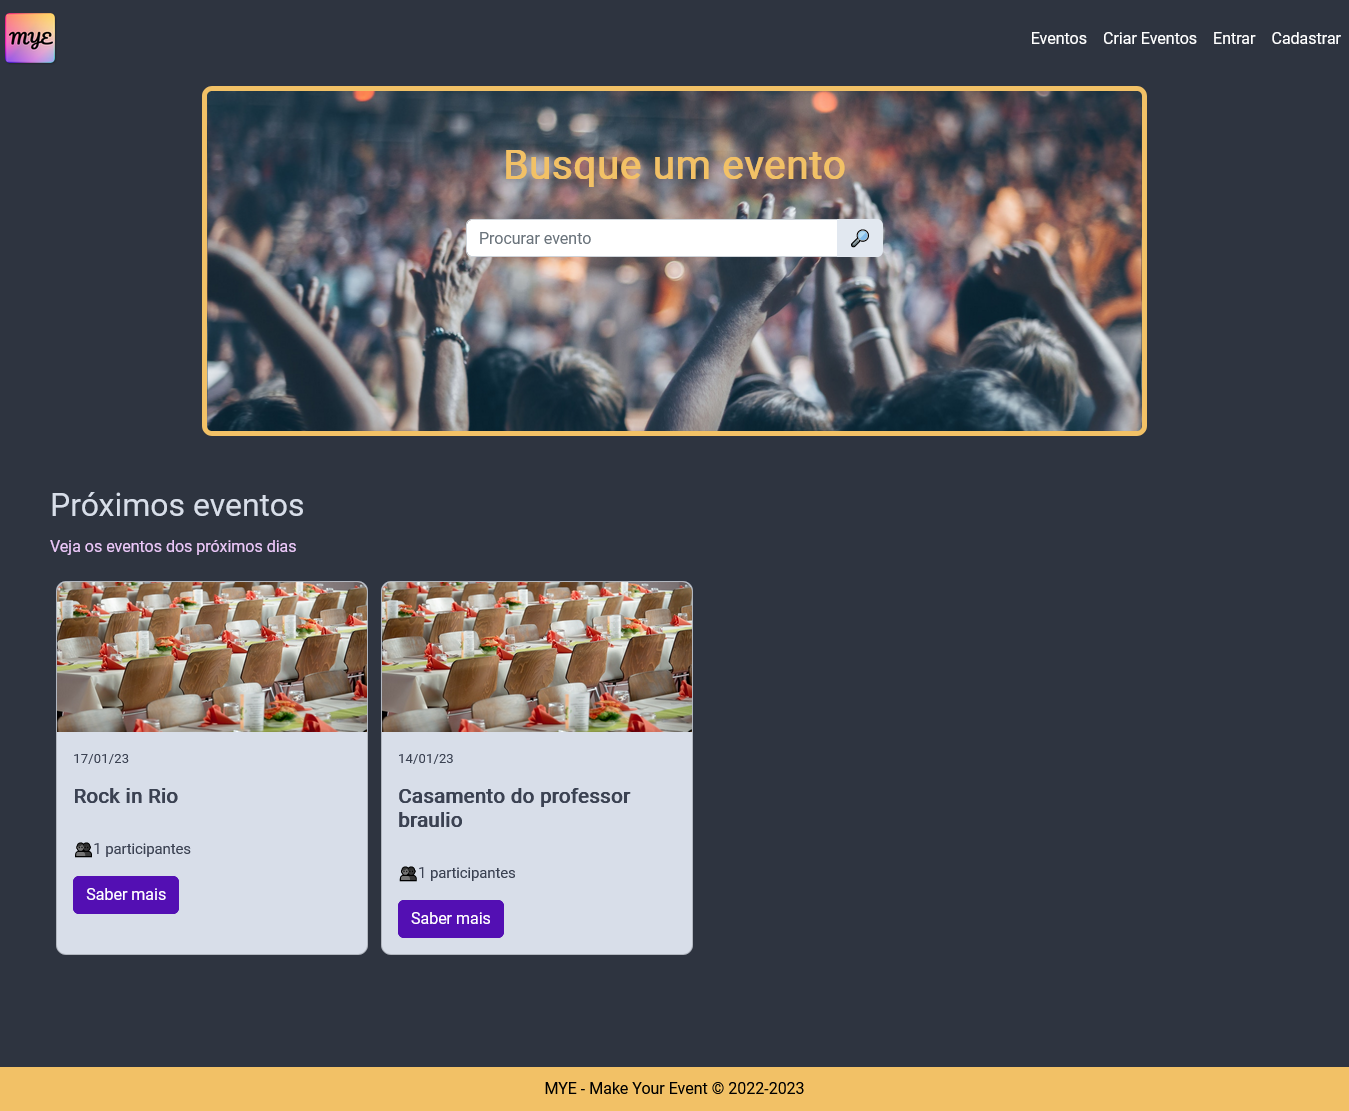 mye
Eventos Criar Eventos Entrar Cadastrar
Busque um evento
Procurar evento
Próximos eventos
Veja os eventos dos próximos dias
17/01/23
Rock in Rio
1 participantes
Saber mais
14/01/23
Casamento do professor
braulio
1 participantes
Saber mais
MYE - Make Your Event © 2022-2023